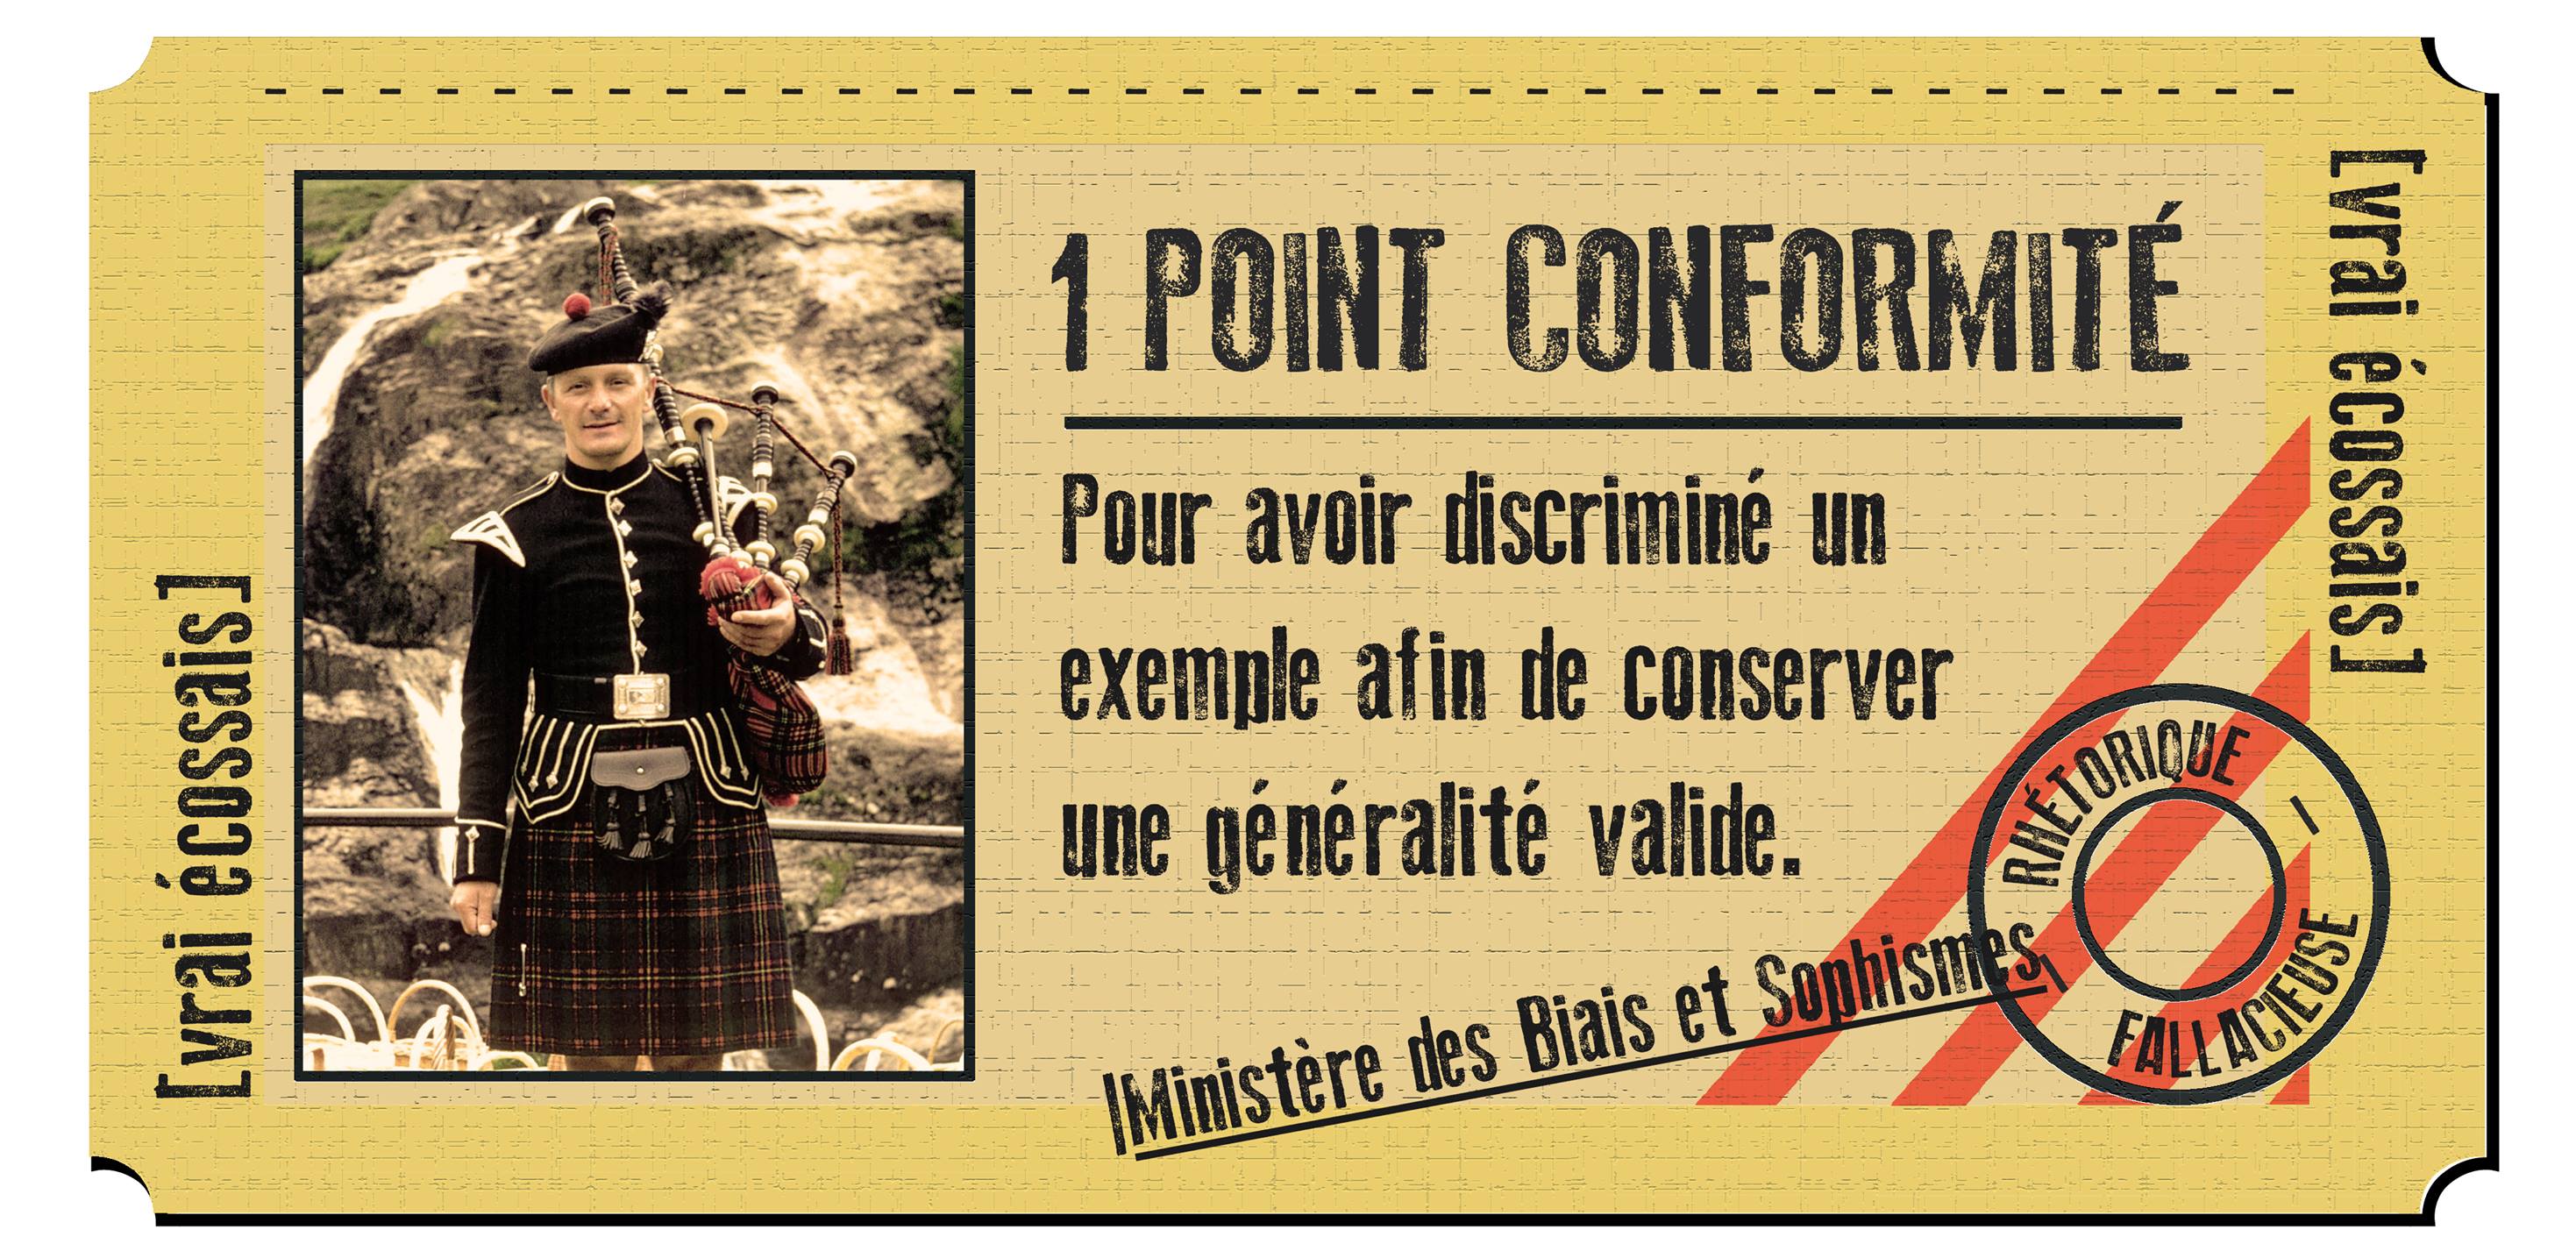 [vrai écossais]
1 POINT CONFORMITÉ
Pour avoir discriminé un
exemple afin de conserver
une généralité valide.
|Ministère des Biais et Sophismes|
RHÉTORIQUE
FALLACIEUSE
[vrai écossais]